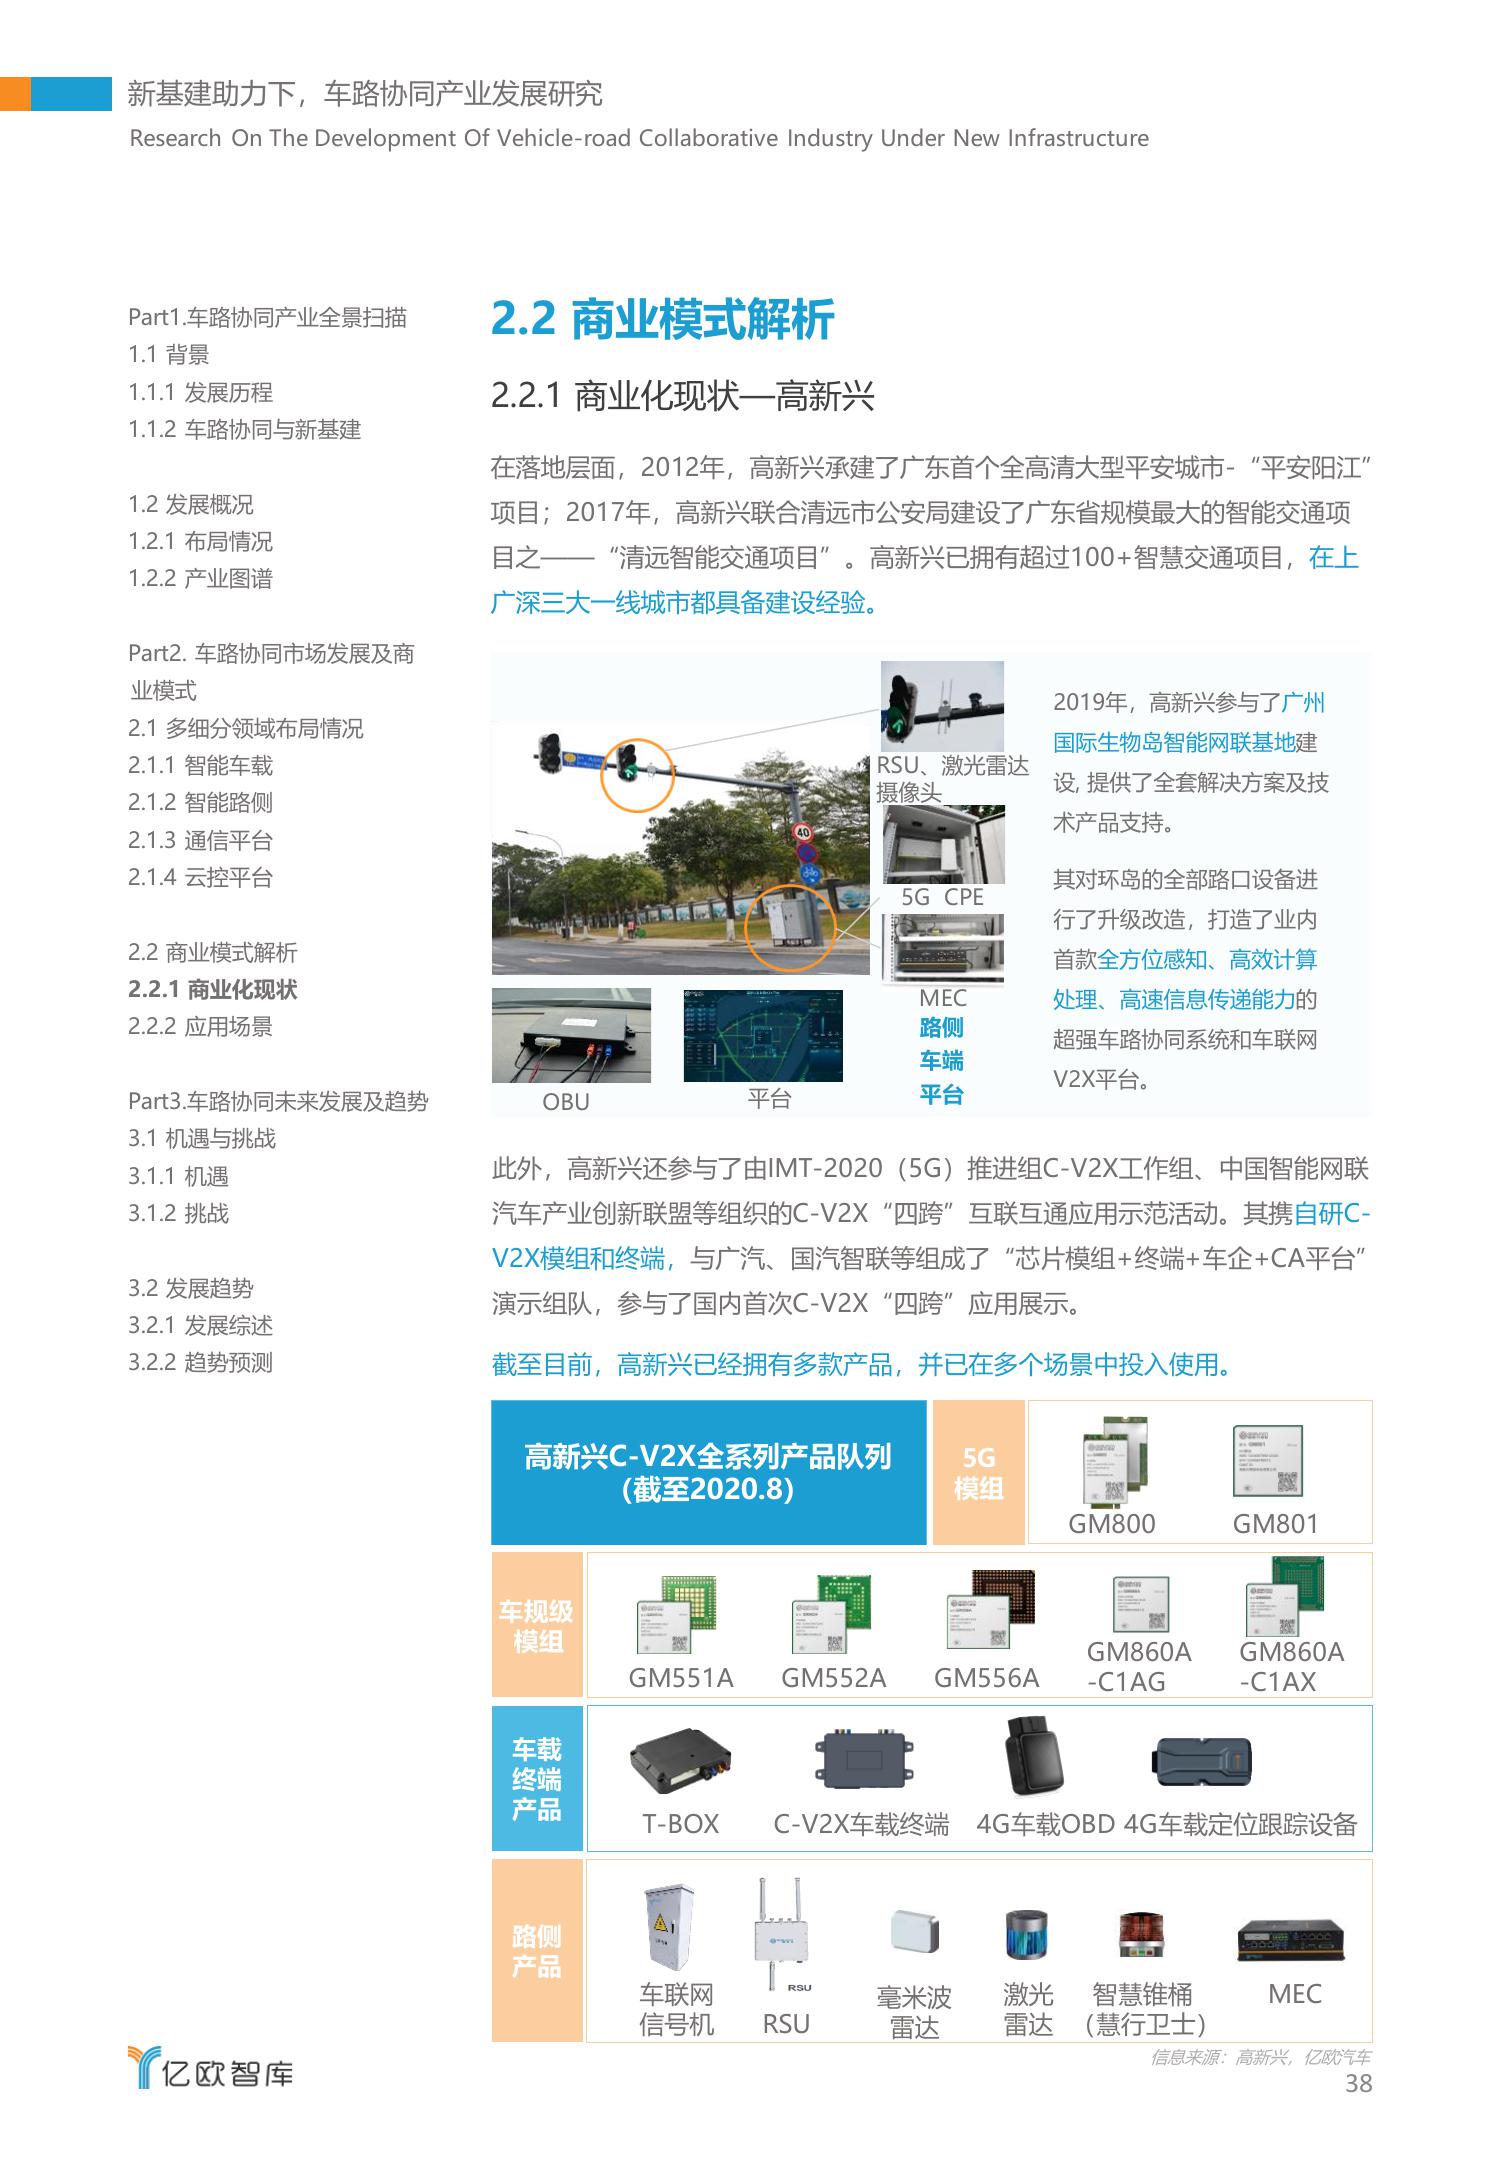 新基建助力下，车路协同产业发展研究
Research On The Development Of Vehicle-road Collaborative Industry Under New Infrastructure
Part1.车路协同产业全景扫描
1.1 背景
1.1.1 发展历程
1.1.2 车路协同与新基建
1.2 发展概况
1.2.1 布局情况
1.2.2 产业图谱
Part2. 车路协同市场发展及商
业模式
2.1 多细分领域布局情况
2.1.1 智能车载
2.1.2 智能路侧
2.1.3 通信平台
2.1.4 云控平台
2.2 商业模式解析
2.2.1 商业化现状
2.2.2 应用场景
Part3.车路协同未来发展及趋势
3.1 机遇与挑战
3.1.1 机遇
3.1.2 挑战
3.2 发展趋势
3.2.1 发展综述
3.2.2 趋势预测
2.2 商业模式解析
2.2.1 商业化现状—高新兴
在落地层面，2012年，高新兴承建了广东首个全高清大型平安城市-“平安阳江”
项目；2017年，高新兴联合清远市公安局建设了广东省规模最大的智能交通项
目之——“清远智能交通项目”。高新兴已拥有超过100+智慧交通项目，在上
广深三大一线城市都具备建设经验。
40
RSU、激光雷达
摄像头
5G CPE
MEC
路侧
车端
平台
OBU
平台
2019年，高新兴参与了广州
国际生物岛智能网联基地建
设, 提供了全套解决方案及技
术产品支持。
其对环岛的全部路口设备进
行了升级改造，打造了业内
首款全方位感知、高效计算
处理、高速信息传递能力的
超强车路协同系统和车联网
V2X平台。
此外，高新兴还参与了由IMT-2020（5G）推进组C-V2X工作组、中国智能网联
汽车产业创新联盟等组织的C-V2X“四跨”互联互通应用示范活动。其携自研C-
V2X模组和终端，与广汽、国汽智联等组成了“芯片模组+终端+车企+CA平台”
演示组队，参与了国内首次C-V2X“四跨”应用展示。
截至目前，高新兴已经拥有多款产品，并已在多个场景中投入使用。
高新兴C-V2X全系列产品队列
(截至2020.8)
5G
模组
GM800
GM801
车规级
模组
GM551A
GM552A
GM556A
GM860A
-C1AG
GM860A
-C1AX
车载
终端
产品
T-BOX
C-V2X车载终端
4G车载OBD
4G车载定位跟踪设备
路侧
产品
车联网
信号机
RSU
RSU
毫米波
雷达
激光
雷达
智慧锥桶
（慧行卫士）
MEC
信息来源：高新兴，亿欧汽车
亿欧智库
38